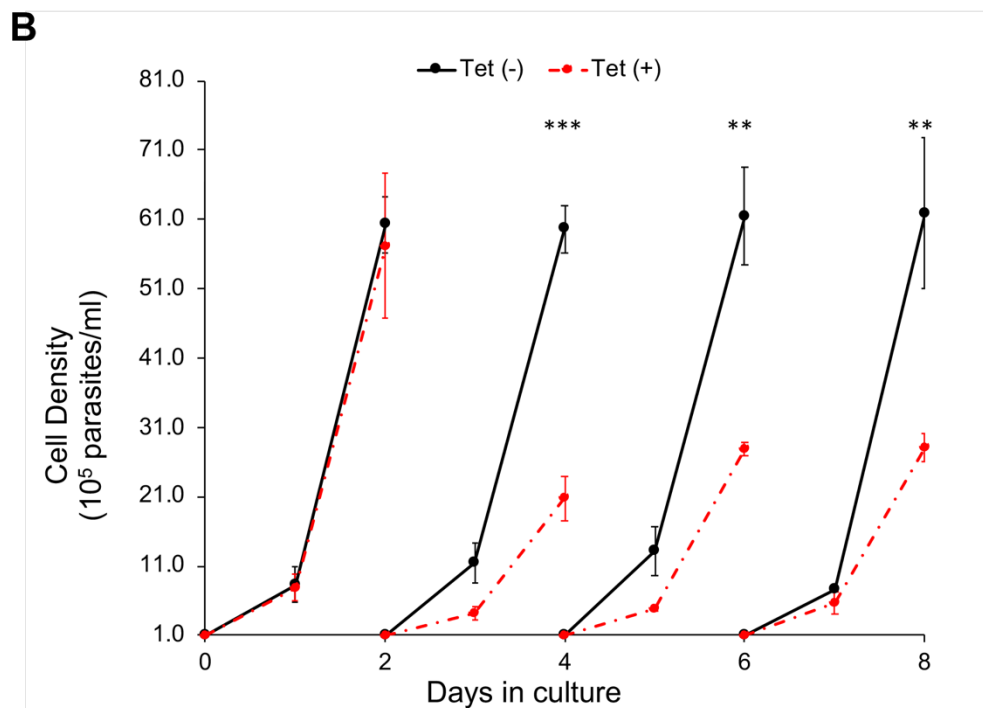 B
Tet (-) Tet (+)
81.0
*** ** **
71.0
61.0
51.0
41.0
31.0
21.0
11.0
1.0
0 2 4 6 8
Days in culture
Cell Density
(10⁵ parasites/ml)